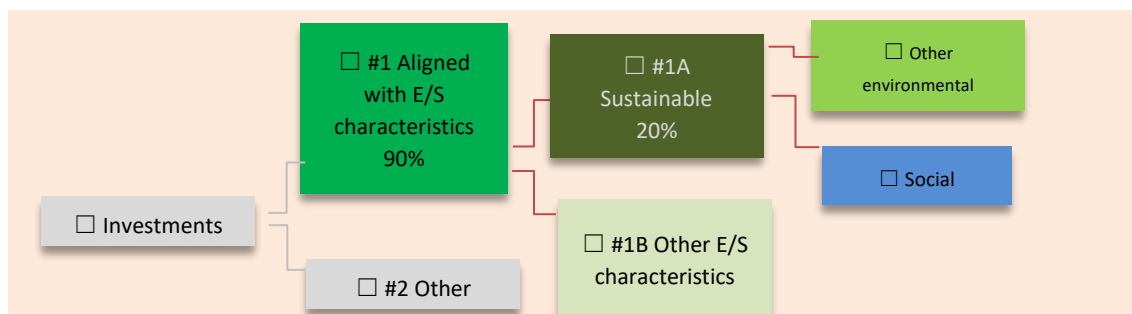 ☐ #1 Aligned
with E/S
characteristics
90%
☐ #1A
Sustainable
20%
☐ Other
environmental
☐ Social
☐ Investments
☐ #1B Other E/S
characteristics
☐ #2 Other